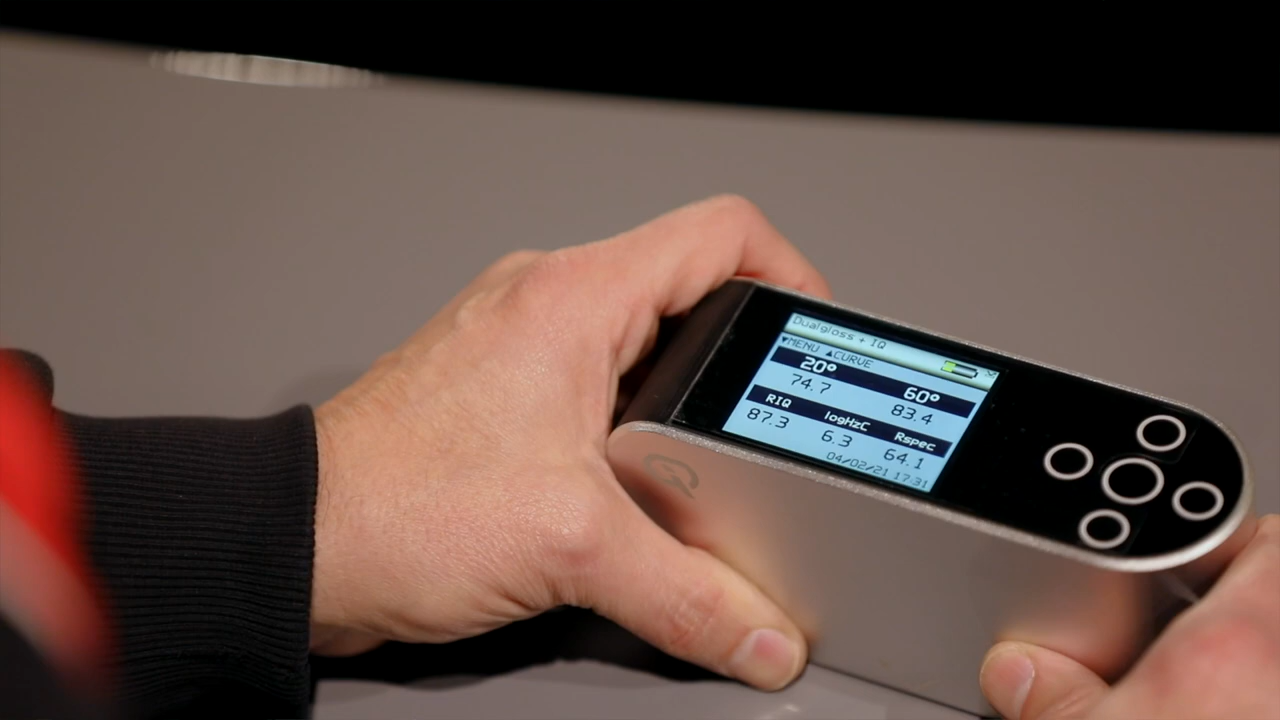 Dualgloss + IQ
▼MENU ▲CURVE
20° 60°
74.7 83.4
RIQ logHzC Rspec
87.3 6.3 64.1
04/02/21 17:31